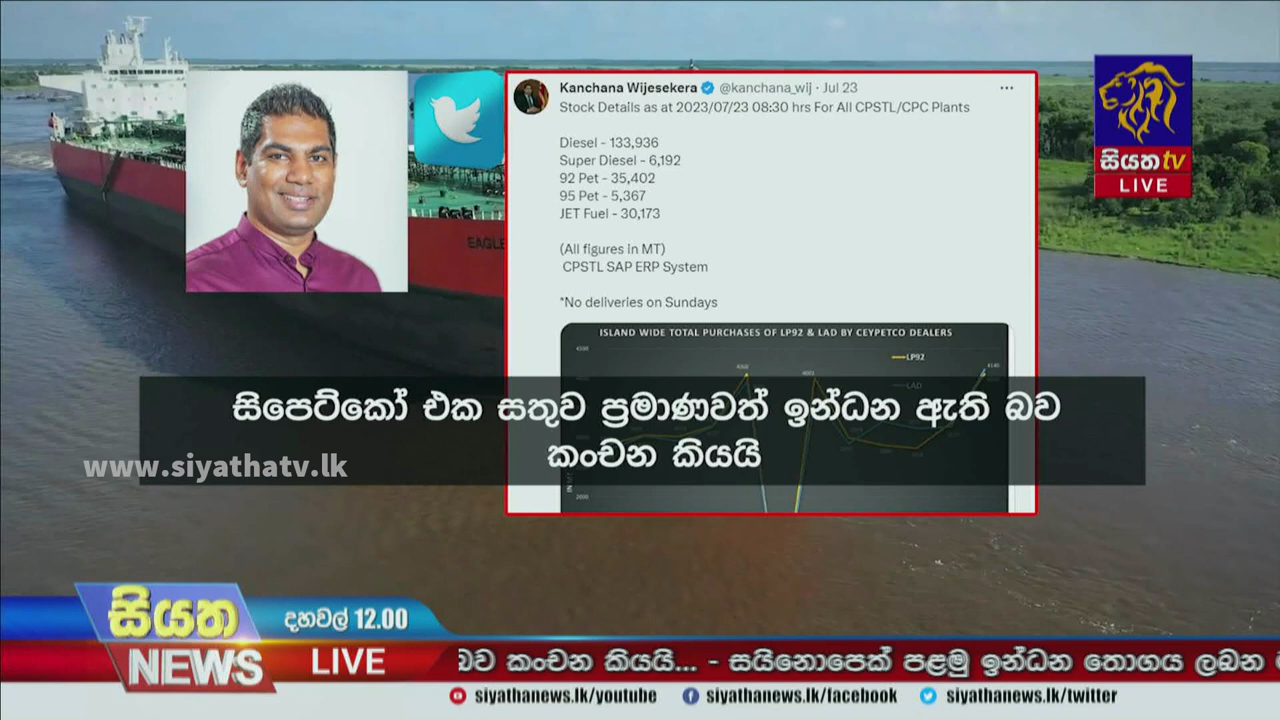 Kanchana Wijesekera @kanchana_wij · Jul 23
Stock Details as at 2023/07/23 08:30 hrs For All CPSTL/CPC Plants
Diesel - 133,936
Super Diesel - 6,192
92 Pet - 35,402
95 Pet - 5,367
JET Fuel - 30,173
(All figures in MT)
CPSTL SAP ERP System
*No deliveries on Sundays
ISLAND WIDE TOTAL PURCHASES OF LP92 & LAD BY CEYPETCO DEALERS
LP92
LAD
EAGLE
සියත tv
LIVE
සිපෙට්කෝ එක සතුව ප්‍රමාණවත් ඉන්ධන ඇති බව
කංචන කියයි
www.siyathatv.lk
සියත
NEWS
දහවල් 12.00
LIVE
බව කංචන කියයි... - සයිනොපෙක් පළමු ඉන්ධන තොගය ලබන
siyathanews.lk/youtube
siyathanews.lk/facebook
siyathanews.lk/twitter